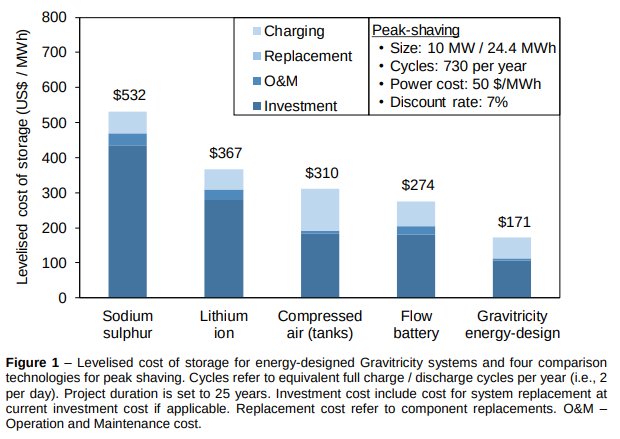 Levelised cost of storage (US$ / MWh)
800
700
600
500
400
300
200
100
0
Charging
Replacement
O&M
Investment
Peak-shaving
• Size: 10 MW / 24.4 MWh
• Cycles: 730 per year
• Power cost: 50 $/MWh
• Discount rate: 7%
$532
$367
$310
$274
$171
Sodium
sulphur
Lithium
ion
Compressed
air (tanks)
Flow
battery
Gravitricity
energy-design
Figure 1 – Levelised cost of storage for energy-designed Gravitricity systems and four comparison
technologies for peak shaving. Cycles refer to equivalent full charge / discharge cycles per year (i.e., 2
per day). Project duration is set to 25 years. Investment cost include cost for system replacement at
current investment cost if applicable. Replacement cost refer to component replacements. O&M –
Operation and Maintenance cost.